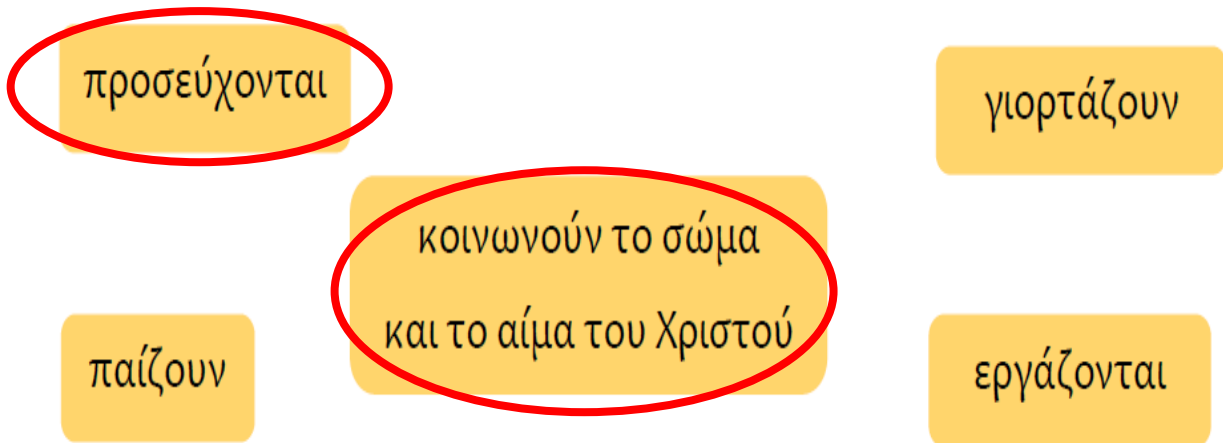 προσεύχονται
γιορτάζουν
κοινωνούν το σώμα
και το αίμα του Χριστού
παίζουν
εργάζονται